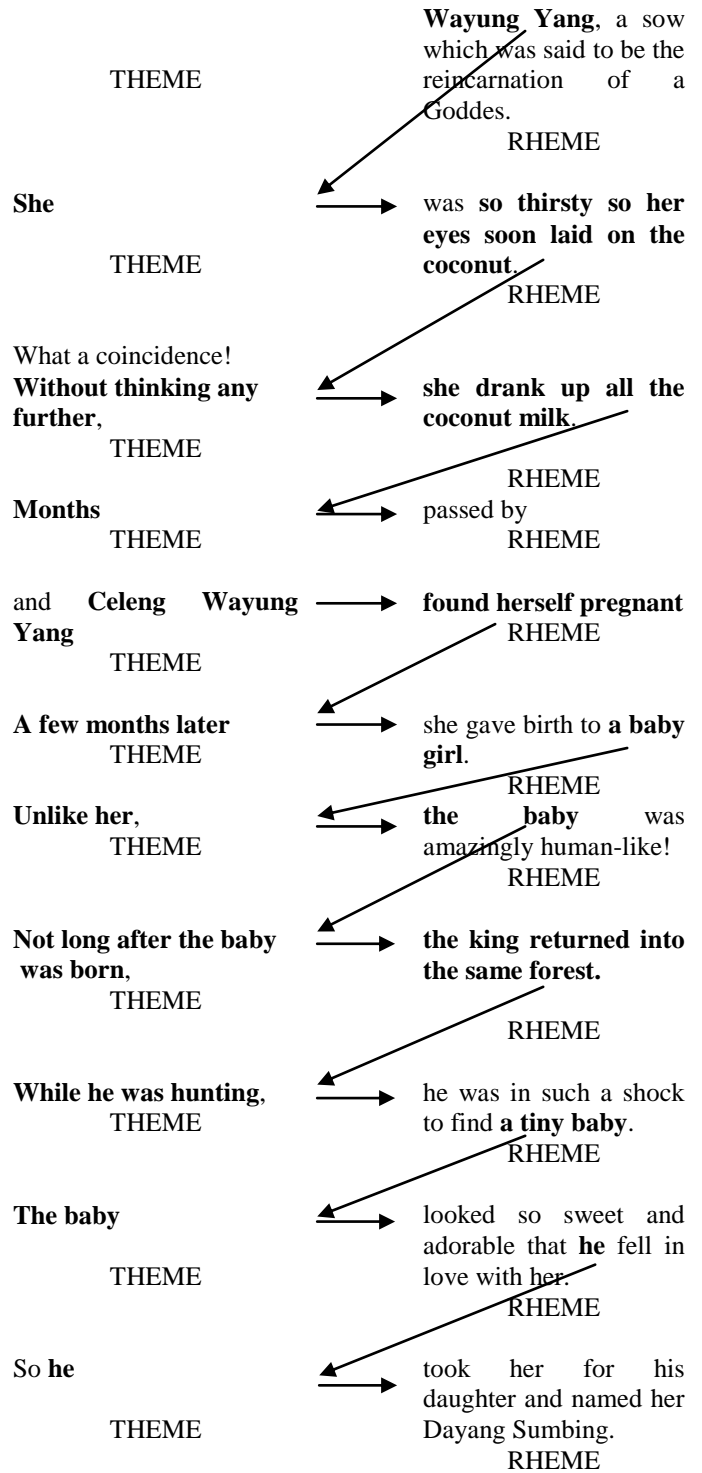 Wayung Yang, a sow
which was said to be the
THEME reincarnation of a
Goddes.
RHEME
She was so thirsty so her
eyes soon laid on the
THEME coconut.
RHEME
What a coincidence!
Without thinking any she drank up all the
further, coconut milk.
THEME
RHEME
Months passed by
THEME RHEME
and Celeng Wayung found herself pregnant
Yang RHEME
THEME
A few months later she gave birth to a baby
THEME girl.
RHEME
Unlike her, the baby was
THEME amazingly human-like!
RHEME
Not long after the baby the king returned into
was born, the same forest.
THEME
RHEME
While he was hunting, he was in such a shock
THEME to find a tiny baby.
RHEME
The baby looked so sweet and
adorable that he fell in
THEME love with her.
RHEME
So he took her for his
daughter and named her
THEME Dayang Sumbing.
RHEME